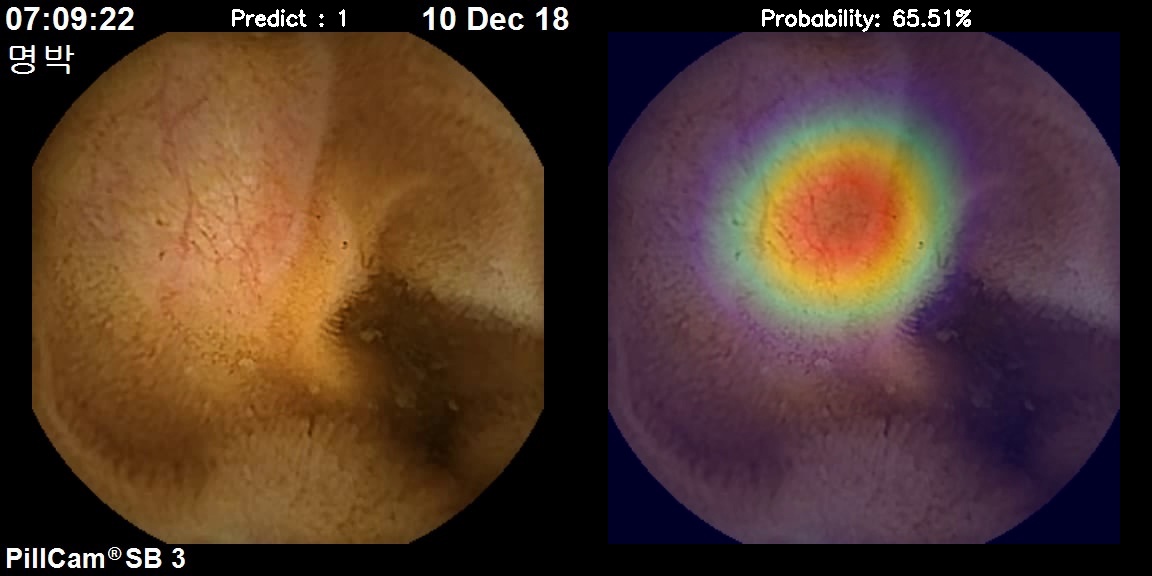 07:09:22
Predict : 1
10 Dec 18
Probability: 65.51%
명박
PillCam® SB 3